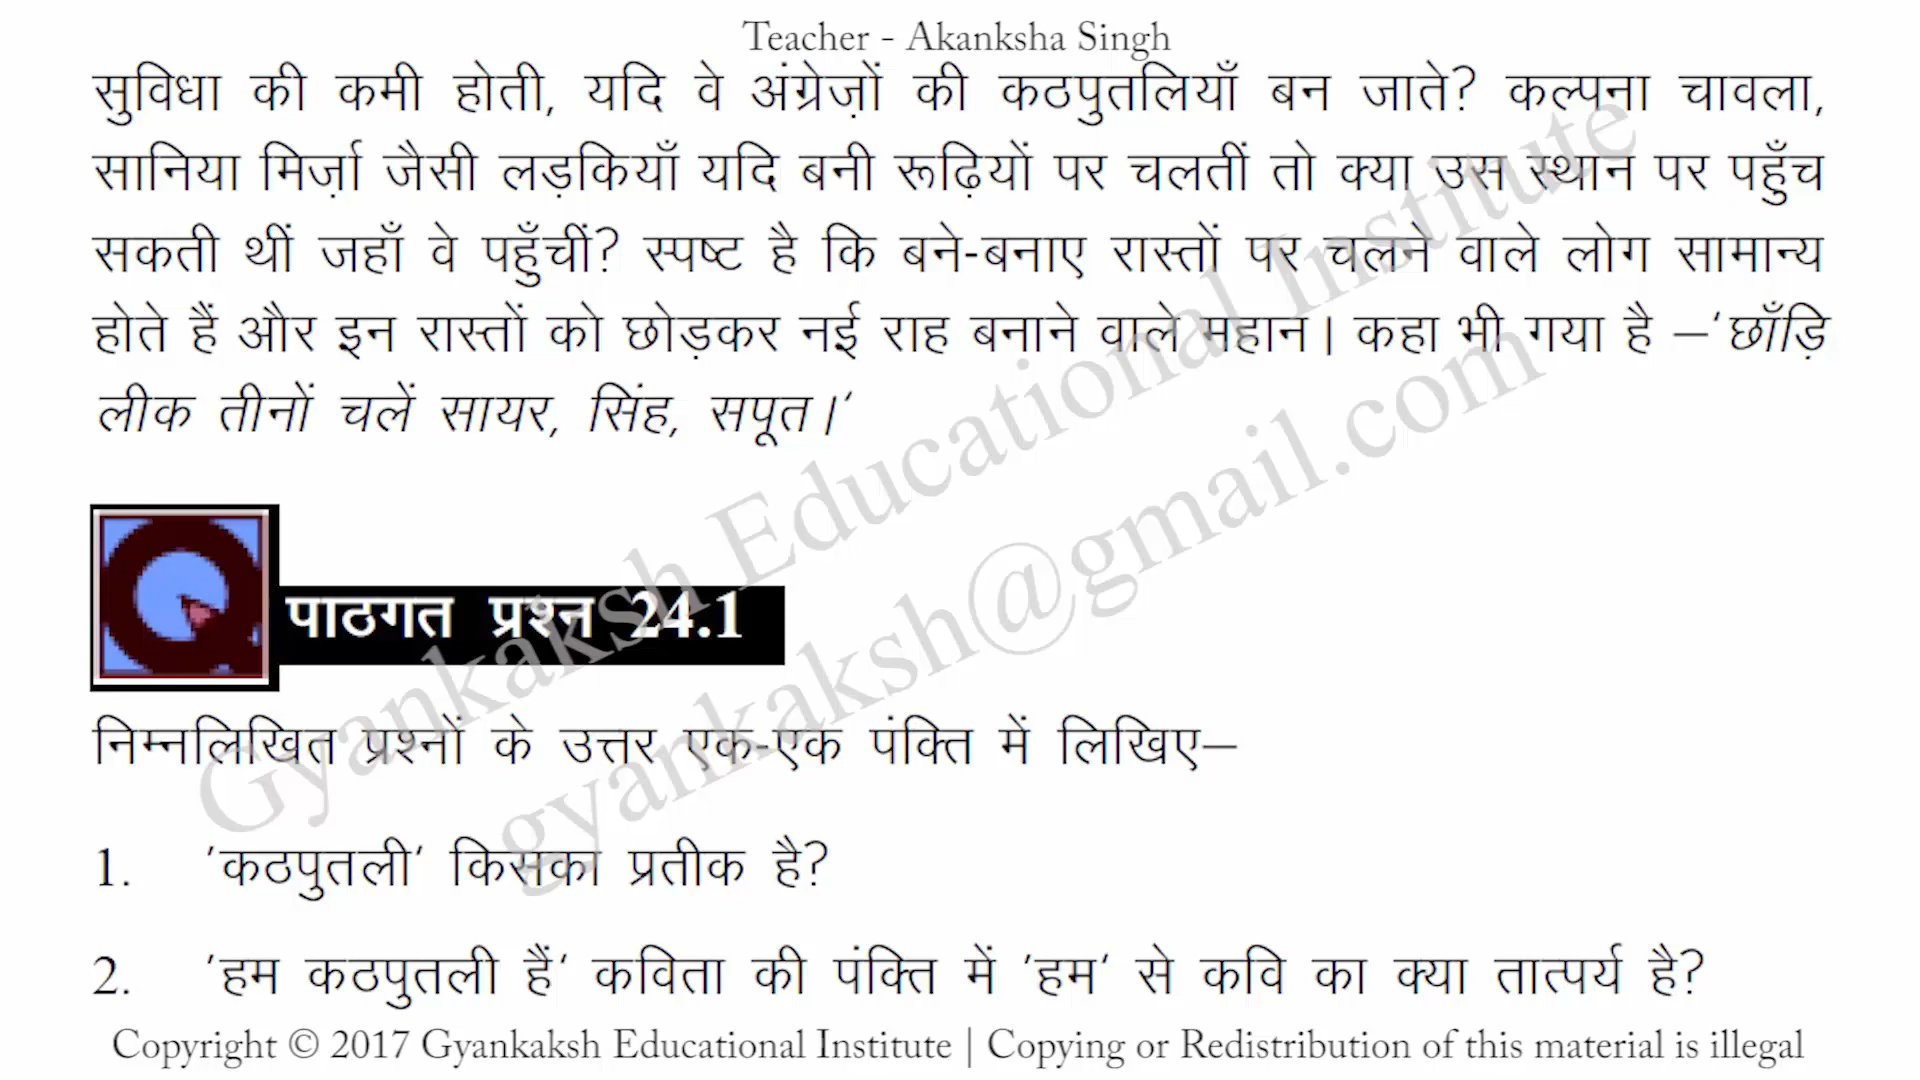 Teacher - Akanksha Singh
सुविधा की कमी होती, यदि वे अंग्रेज़ों की कठपुतलियाँ बन जाते? कल्पना चावला,
सानिया मिर्ज़ा जैसी लड़कियाँ यदि बनी रूढ़ियों पर चलतीं तो क्या उस स्थान पर पहुँच
सकती थीं जहाँ वे पहुँचीं? स्पष्ट है कि बने-बनाए रास्तों पर चलने वाले लोग सामान्य
होते हैं और इन रास्तों को छोड़कर नई राह बनाने वाले महान। कहा भी गया है –'छाँड़ि
लीक तीनों चलें सायर, सिंह, सपूत।'
पाठगत प्रश्न 24.1
निम्नलिखित प्रश्नों के उत्तर एक-एक पंक्ति में लिखिए–
1. 'कठपुतली' किसका प्रतीक है?
2. 'हम कठपुतली हैं' कविता की पंक्ति में 'हम' से कवि का क्या तात्पर्य है?
Gyankaksh Educational Institute
gyankaksh@gmail.com
Copyright © 2017 Gyankaksh Educational Institute | Copying or Redistribution of this material is illegal